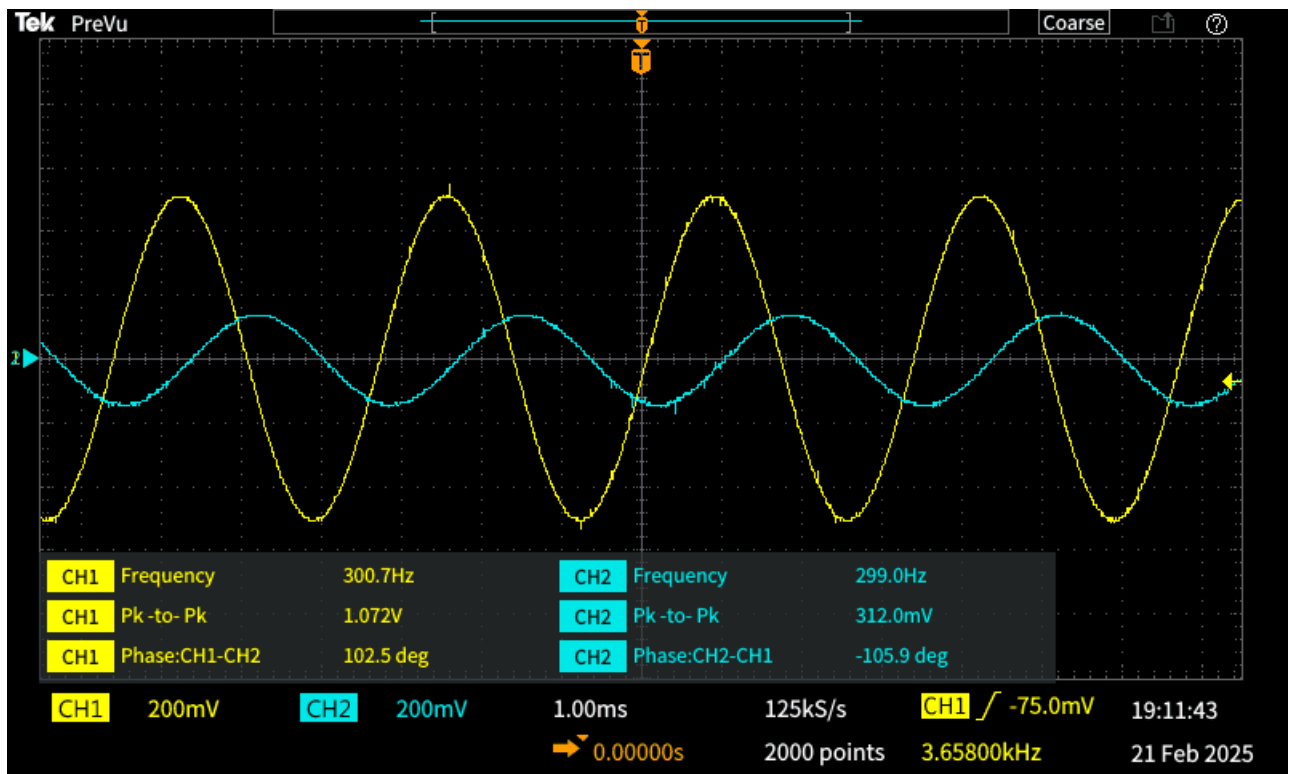 Tek PreVu Coarse ?
T
T
2
CH1 Frequency 300.7Hz CH2 Frequency 299.0Hz
CH1 Pk-to-Pk 1.072V CH2 Pk-to-Pk 312.0mV
CH1 Phase:CH1-CH2 102.5 deg CH2 Phase:CH2-CH1 -105.9 deg
CH1 200mV CH2 200mV 1.00ms 125kS/s CH1 -75.0mV 19:11:43
0.00000s 2000 points 3.65800kHz 21 Feb 2025